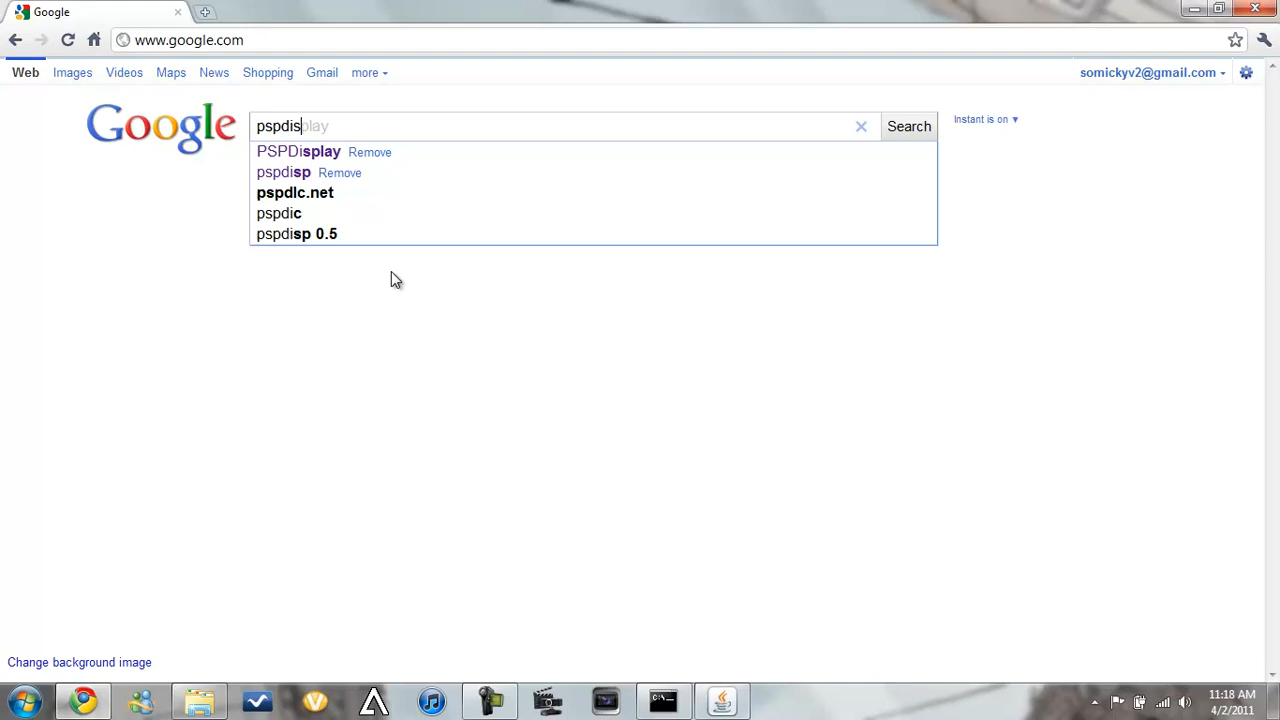 Google
www.google.com
Web Images Videos Maps News Shopping Gmail more somickyv2@gmail.com
Google pspdisplay Search Instant is on
PSPDisplay Remove
pspdisp Remove
pspdlc.net
pspdic
pspdisp 0.5
Change background image
C:\.
11:18 AM
4/2/2011